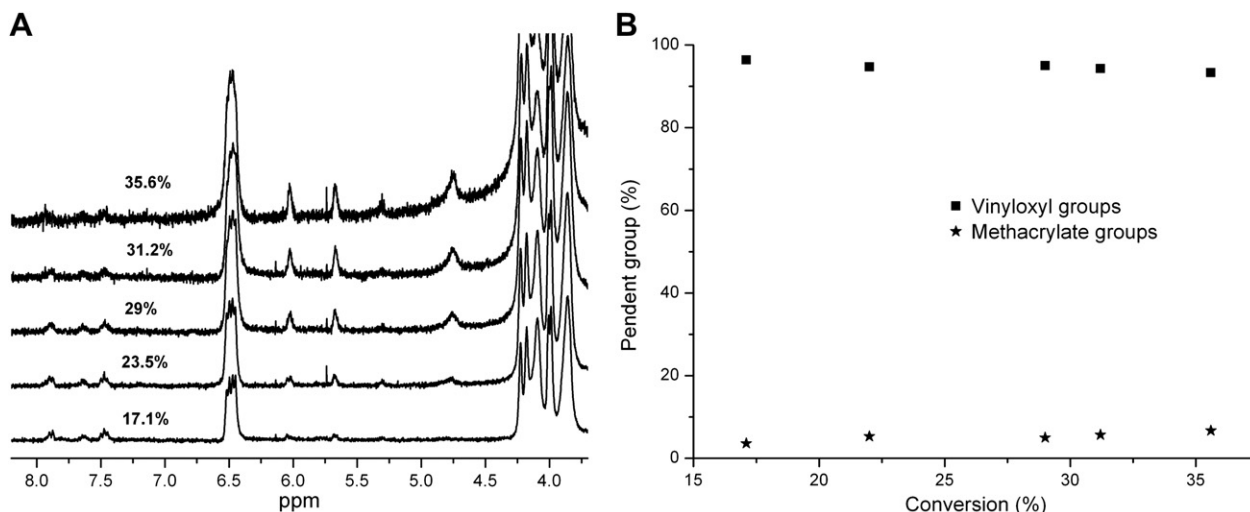 A
35.6%
31.2%
29%
23.5%
17.1%
8.0 7.5 7.0 6.5 6.0 5.5 5.0 4.5 4.0
ppm
B
100
80
60
40
20
0
Pendent group (%)
Vinyloxyl groups
Methacrylate groups
15 20 25 30 35
Conversion (%)